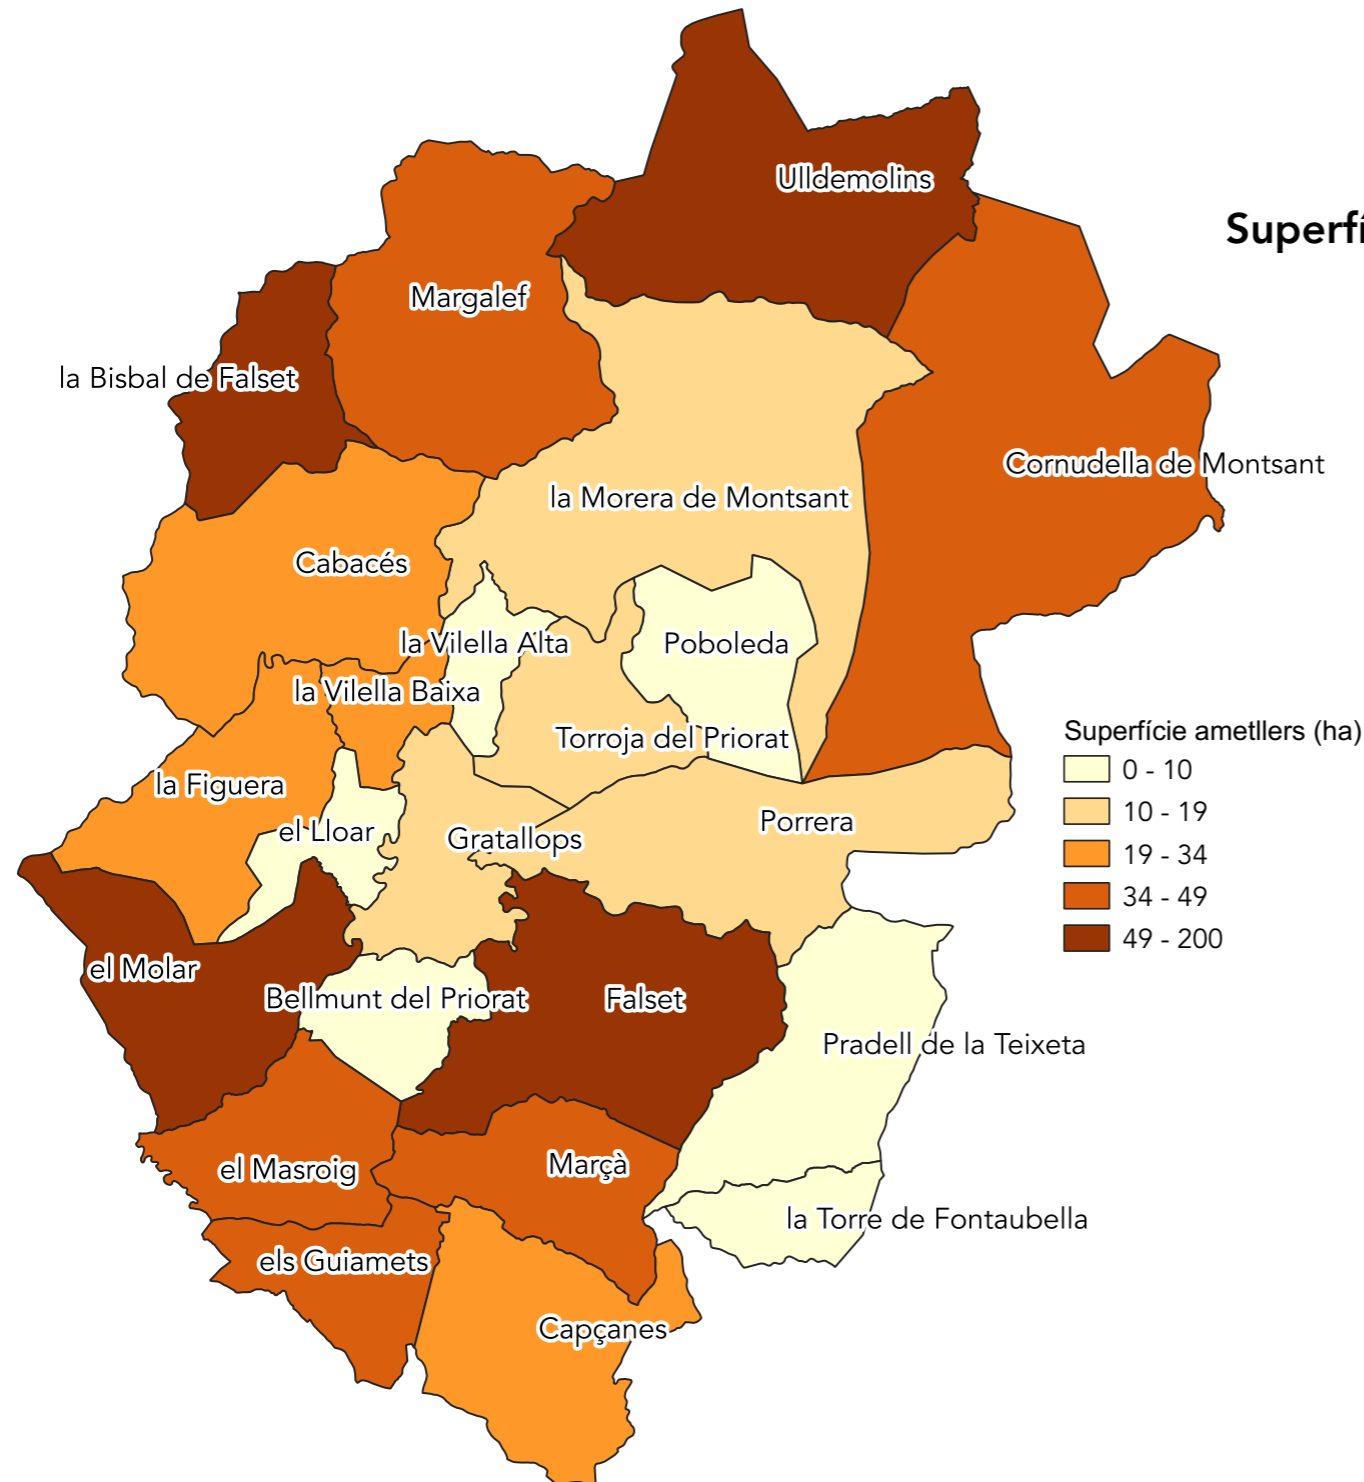 Ulldemolins
Superfí
Margalef
la Bisbal de Falset
Cornudella de Montsant
la Morera de Montsant
Cabacés
la Vilella Alta
Poboleda
la Vilella Baixa
Torroja del Priorat
Superfície ametllers (ha)
0 - 10
10 - 19
19 - 34
34 - 49
49 - 200
la Figuera
el Lloar
Gratallops
Porrera
el Molar
Bellmunt del Priorat
Falset
Pradell de la Teixeta
el Masroig
Marçà
la Torre de Fontaubella
els Guiamets
Capçanes